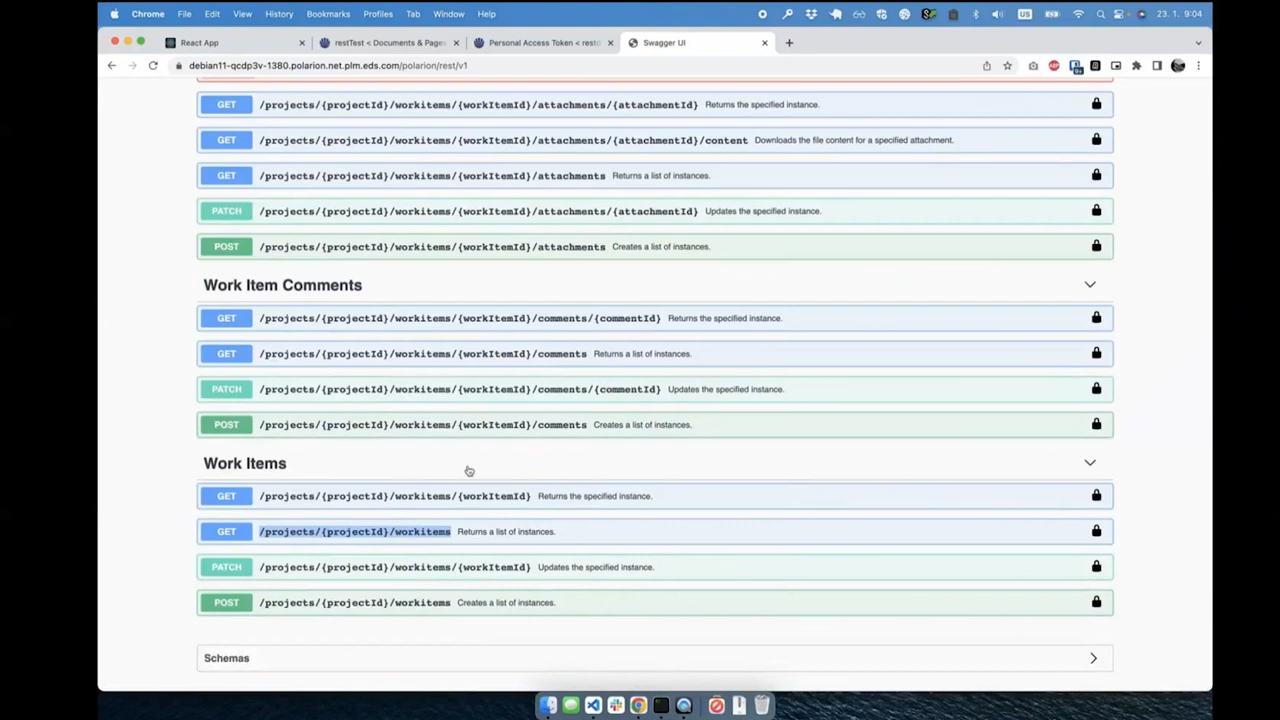 Chrome File Edit View History Bookmarks Profiles Tab Window Help US 23. 1. 9:04
React App restTest < Documents & Page Personal Access Token < rest Swagger UI
debian11-qcdp3v-1380.polarion.net.plm.eds.com/polarion/rest/v1
GET /projects/{projectId}/workitems/{workItemId}/attachments/{attachmentId} Returns the specified instance.
GET /projects/{projectId}/workitems/{workItemId}/attachments/{attachmentId}/content Downloads the file content for a specified attachment.
GET /projects/{projectId}/workitems/{workItemId}/attachments Returns a list of instances.
PATCH /projects/{projectId}/workitems/{workItemId}/attachments/{attachmentId} Updates the specified instance.
POST /projects/{projectId}/workitems/{workItemId}/attachments Creates a list of instances.
Work Item Comments
GET /projects/{projectId}/workitems/{workItemId}/comments/{commentId} Returns the specified instance.
GET /projects/{projectId}/workitems/{workItemId}/comments Returns a list of instances.
PATCH /projects/{projectId}/workitems/{workItemId}/comments/{commentId} Updates the specified instance.
POST /projects/{projectId}/workitems/{workItemId}/comments Creates a list of instances.
Work Items
GET /projects/{projectId}/workitems/{workItemId} Returns the specified instance.
GET /projects/{projectId}/workitems Returns a list of instances.
PATCH /projects/{projectId}/workitems/{workItemId} Updates the specified instance.
POST /projects/{projectId}/workitems Creates a list of instances.
Schemas